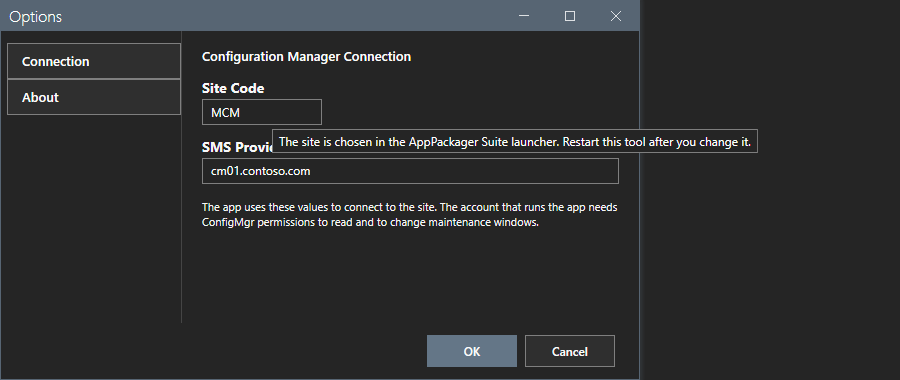 Options
Connection
About
Configuration Manager Connection
Site Code
MCM
The site is chosen in the AppPackager Suite launcher. Restart this tool after you change it.
SMS
cm01.contoso.com
The app uses these values to connect to the site. The account that runs the app needs
ConfigMgr permissions to read and to change maintenance windows.
OK
Cancel